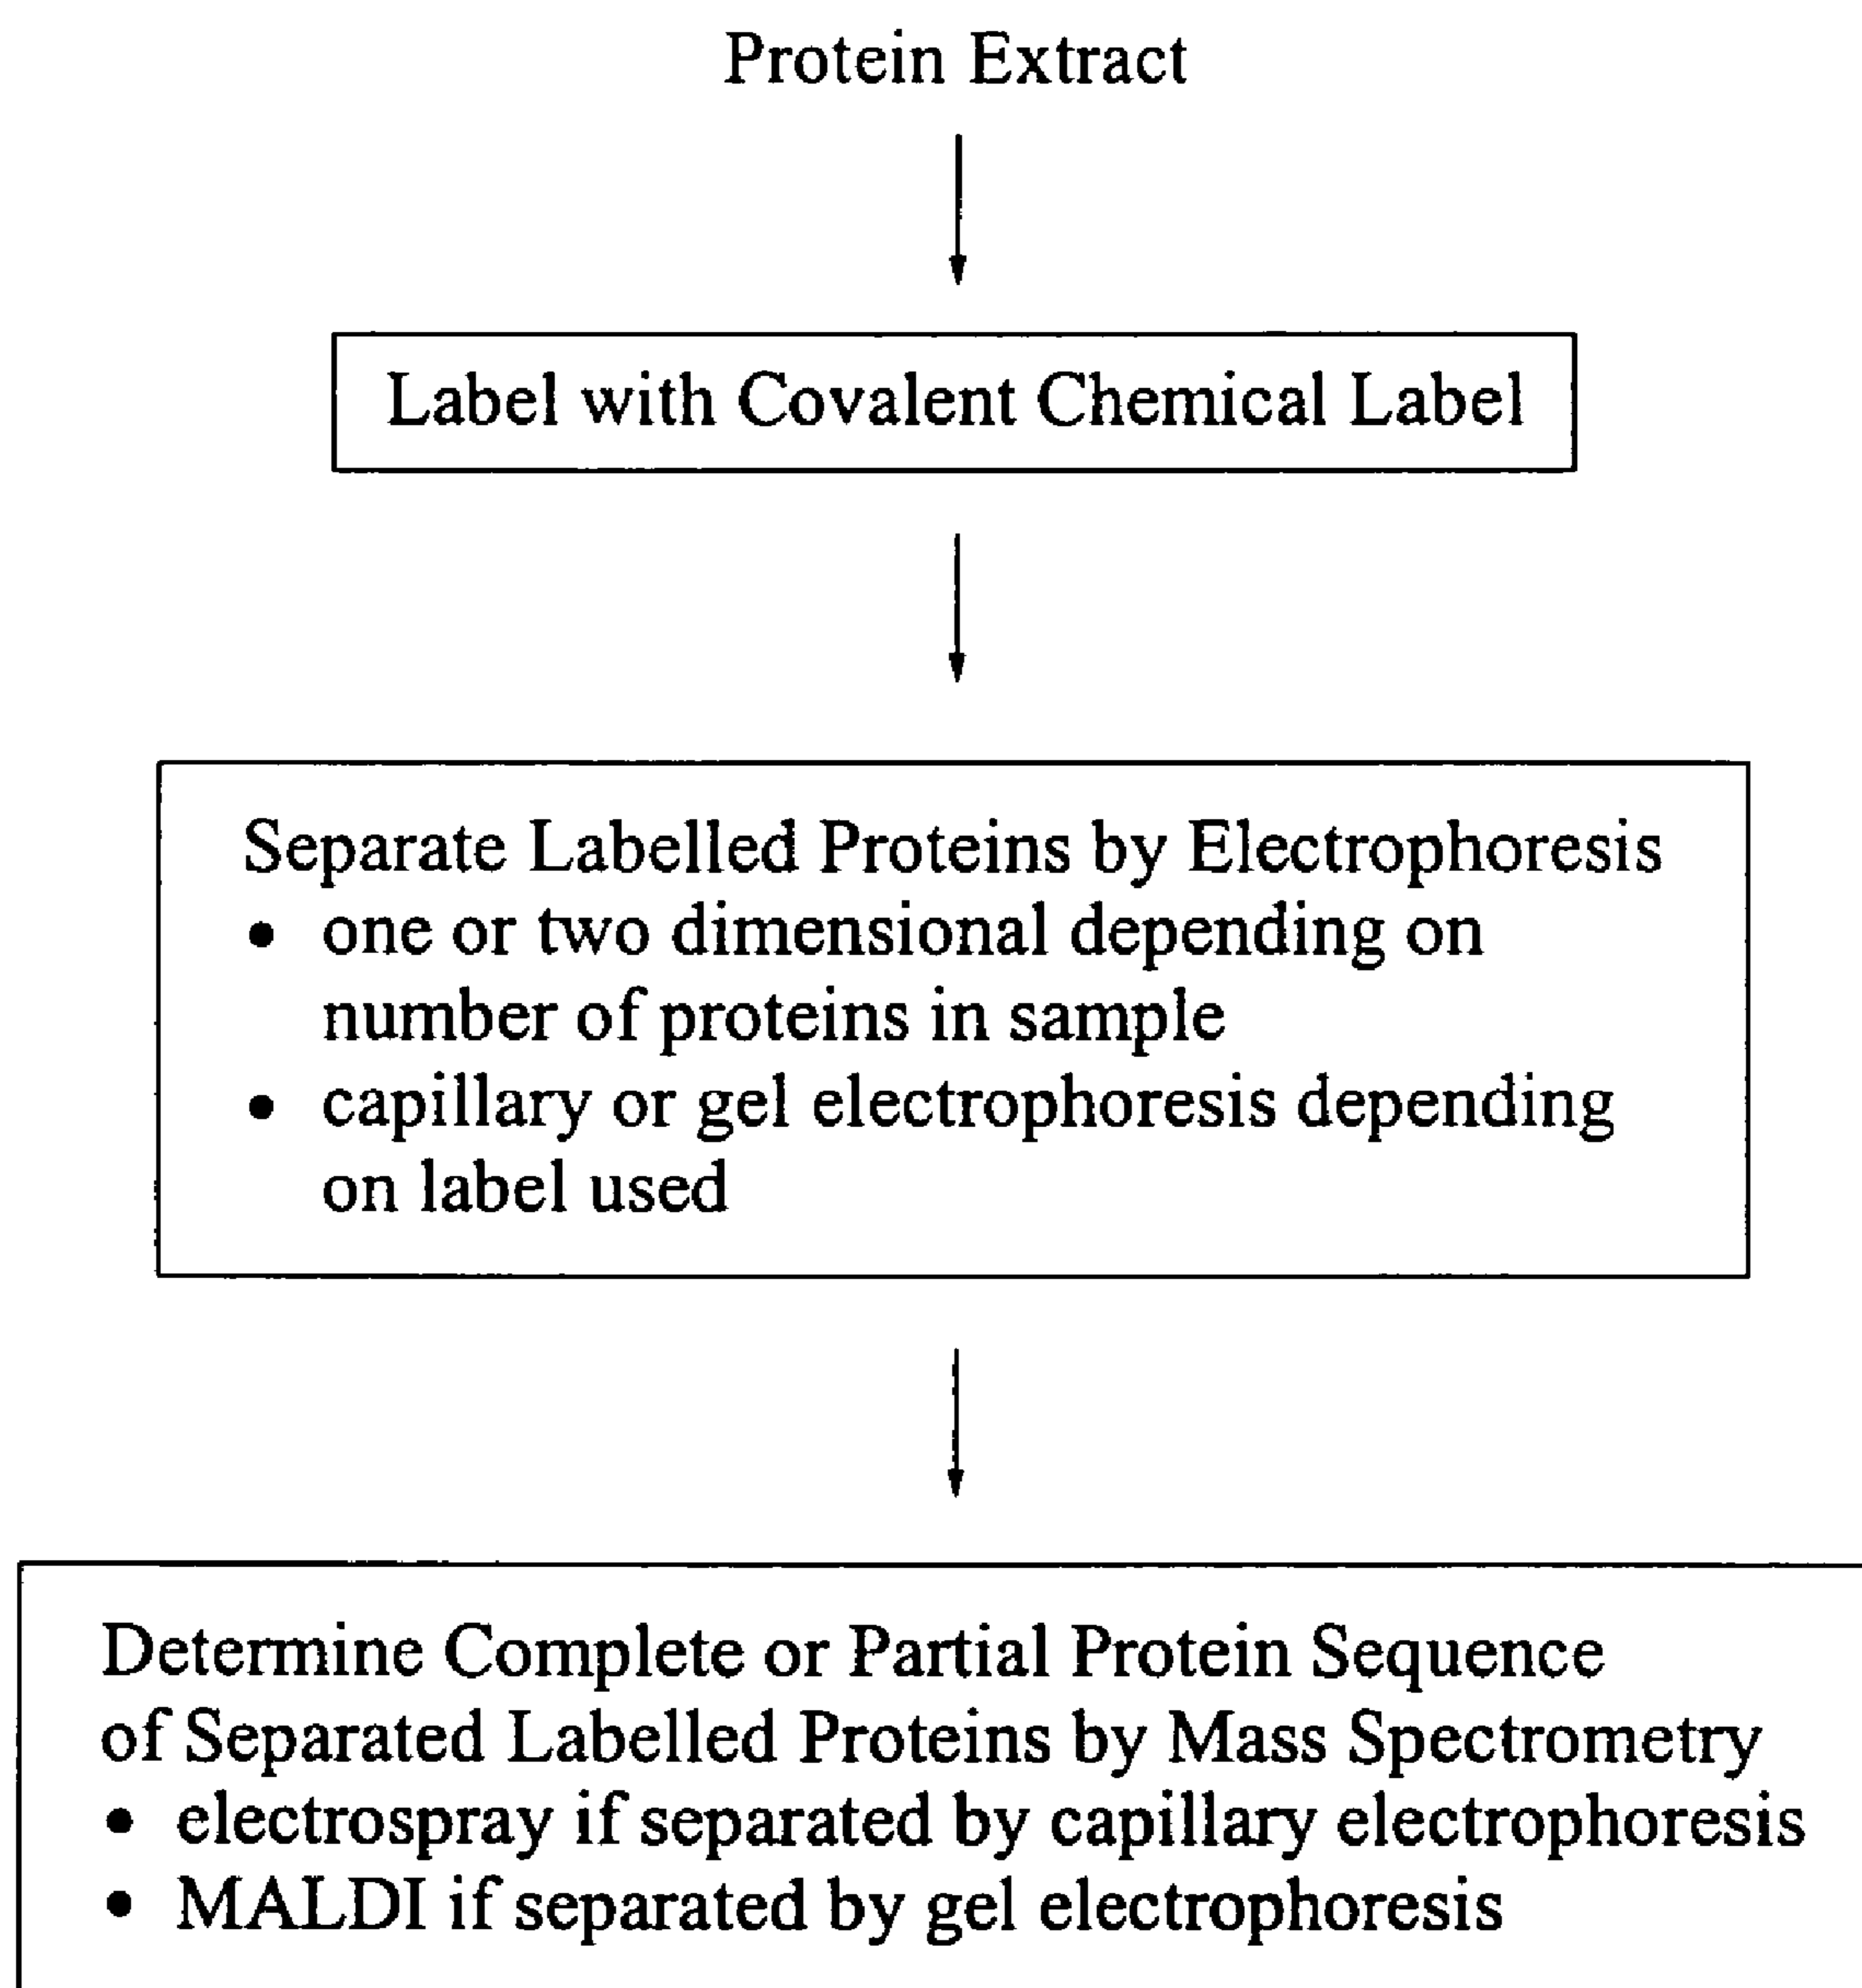 Protein Extract
Label with Covalent Chemical Label
Separate Labelled Proteins by Electrophoresis
• one or two dimensional depending on
number of proteins in sample
• capillary or gel electrophoresis depending
on label used
Determine Complete or Partial Protein Sequence
of Separated Labelled Proteins by Mass Spectrometry
• electrospray if separated by capillary electrophoresis
• MALDI if separated by gel electrophoresis